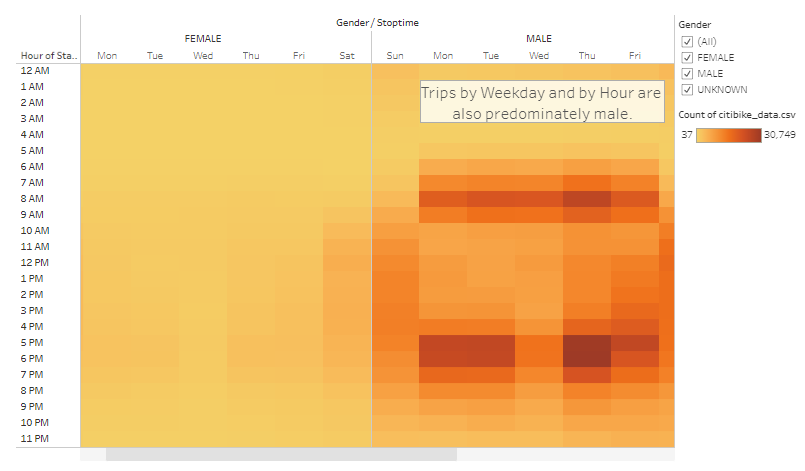 Gender / Stoptime
FEMALE MALE
Hour of Sta.. Mon Tue Wed Thu Fri Sat Sun Mon Tue Wed Thu Fri
12 AM
1 AM
2 AM
3 AM
4 AM
5 AM
6 AM
7 AM
8 AM
9 AM
10 AM
11 AM
12 PM
1 PM
2 PM
3 PM
4 PM
5 PM
6 PM
7 PM
8 PM
9 PM
10 PM
11 PM
Trips by Weekday and by Hour are
also predominately male.
Gender
(All)
FEMALE
MALE
UNKNOWN
Count of citibike_data.csv
37 30,749